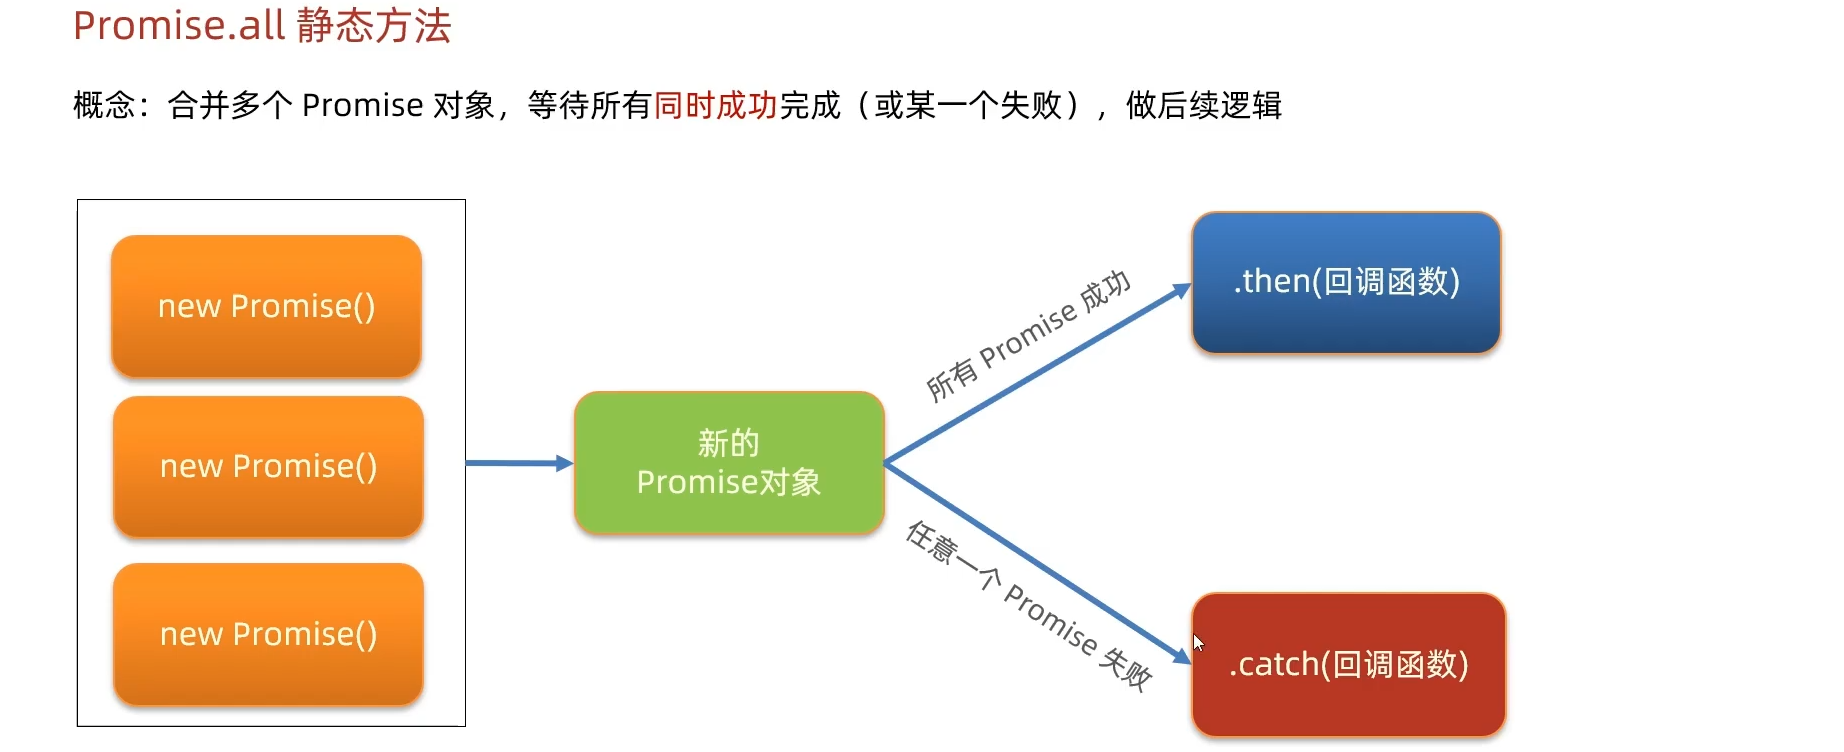 Promise.all 静态方法
概念：合并多个 Promise 对象，等待所有同时成功完成（或某一个失败），做后续逻辑
new Promise()
new Promise()
new Promise()
新的
Promise对象
所有 Promise 成功
任意一个 Promise 失败
.then(回调函数)
.catch(回调函数)